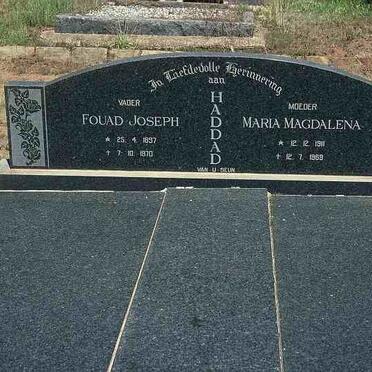 In Liefdevolle Herinnering
aan
HADDAD
VADER
FOUAD JOSEPH
* 25. 4. 1897
† 7. 10. 1970
MOEDER
MARIA MAGDALENA
* 12. 12. 1911
† 12. 7. 1969
VAN U SEUN